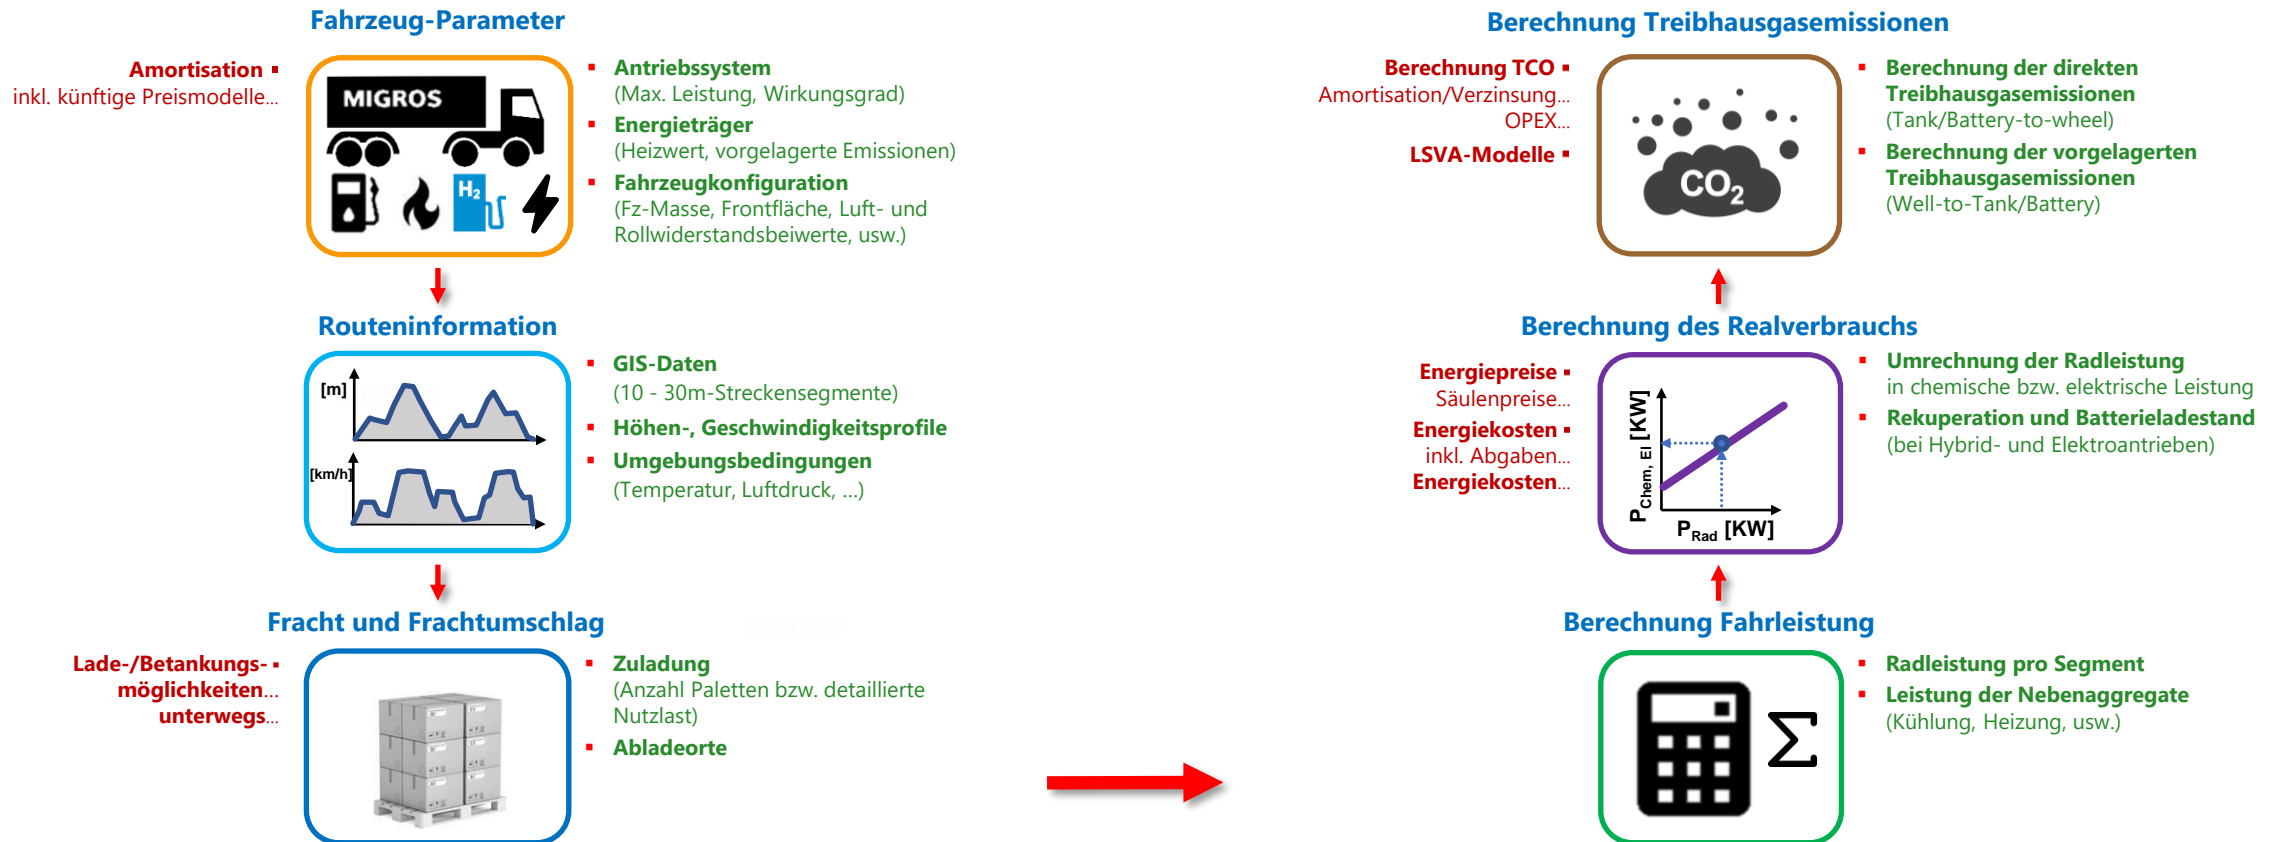 Fahrzeug-Parameter
Amortisation
inkl. künftige Preismodelle...
MIGROS
H2
Antriebssystem
(Max. Leistung, Wirkungsgrad)
Energieträger
(Heizwert, vorgelagerte Emissionen)
Fahrzeugkonfiguration
(Fz-Masse, Frontfläche, Luft- und
Rollwiderstandsbeiwerte, usw.)
Routeninformation
[m]
[km/h]
GIS-Daten
(10 - 30m-Streckensegmente)
Höhen-, Geschwindigkeitsprofile
Umgebungsbedingungen
(Temperatur, Luftdruck, ...)
Fracht und Frachtumschlag
Lade-/Betankungs-
möglichkeiten...
unterwegs...
Zuladung
(Anzahl Paletten bzw. detaillierte
Nutzlast)
Abladeorte
Berechnung Treibhausgasemissionen
Berechnung TCO
Amortisation/Verzinsung...
OPEX...
LSVA-Modelle
CO2
Berechnung der direkten
Treibhausgasemissionen
(Tank/Battery-to-wheel)
Berechnung der vorgelagerten
Treibhausgasemissionen
(Well-to-Tank/Battery)
Berechnung des Realverbrauchs
Energiepreise
Säulenpreise...
Energiekosten
inkl. Abgaben...
Energiekosten...
PChem, El [KW]
PRad [KW]
Umrechnung der Radleistung
in chemische bzw. elektrische Leistung
Rekuperation und Batterieladestand
(bei Hybrid- und Elektroantrieben)
Berechnung Fahrleistung
Σ
Radleistung pro Segment
Leistung der Nebenaggregate
(Kühlung, Heizung, usw.)